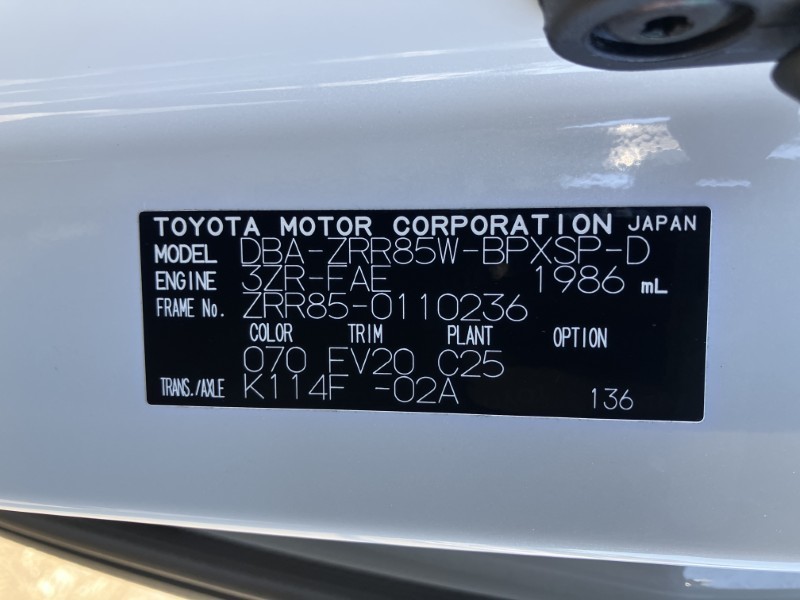 TOYOTA MOTOR CORPORATION JAPAN
MODEL DBA-ZRR85W-BPXSP-D
ENGINE 3ZR-FAE 1986 mL
FRAME No. ZRR85-0110236
COLOR TRIM PLANT OPTION
070 EV20 C25
TRANS./AXLE K114F -02A 136